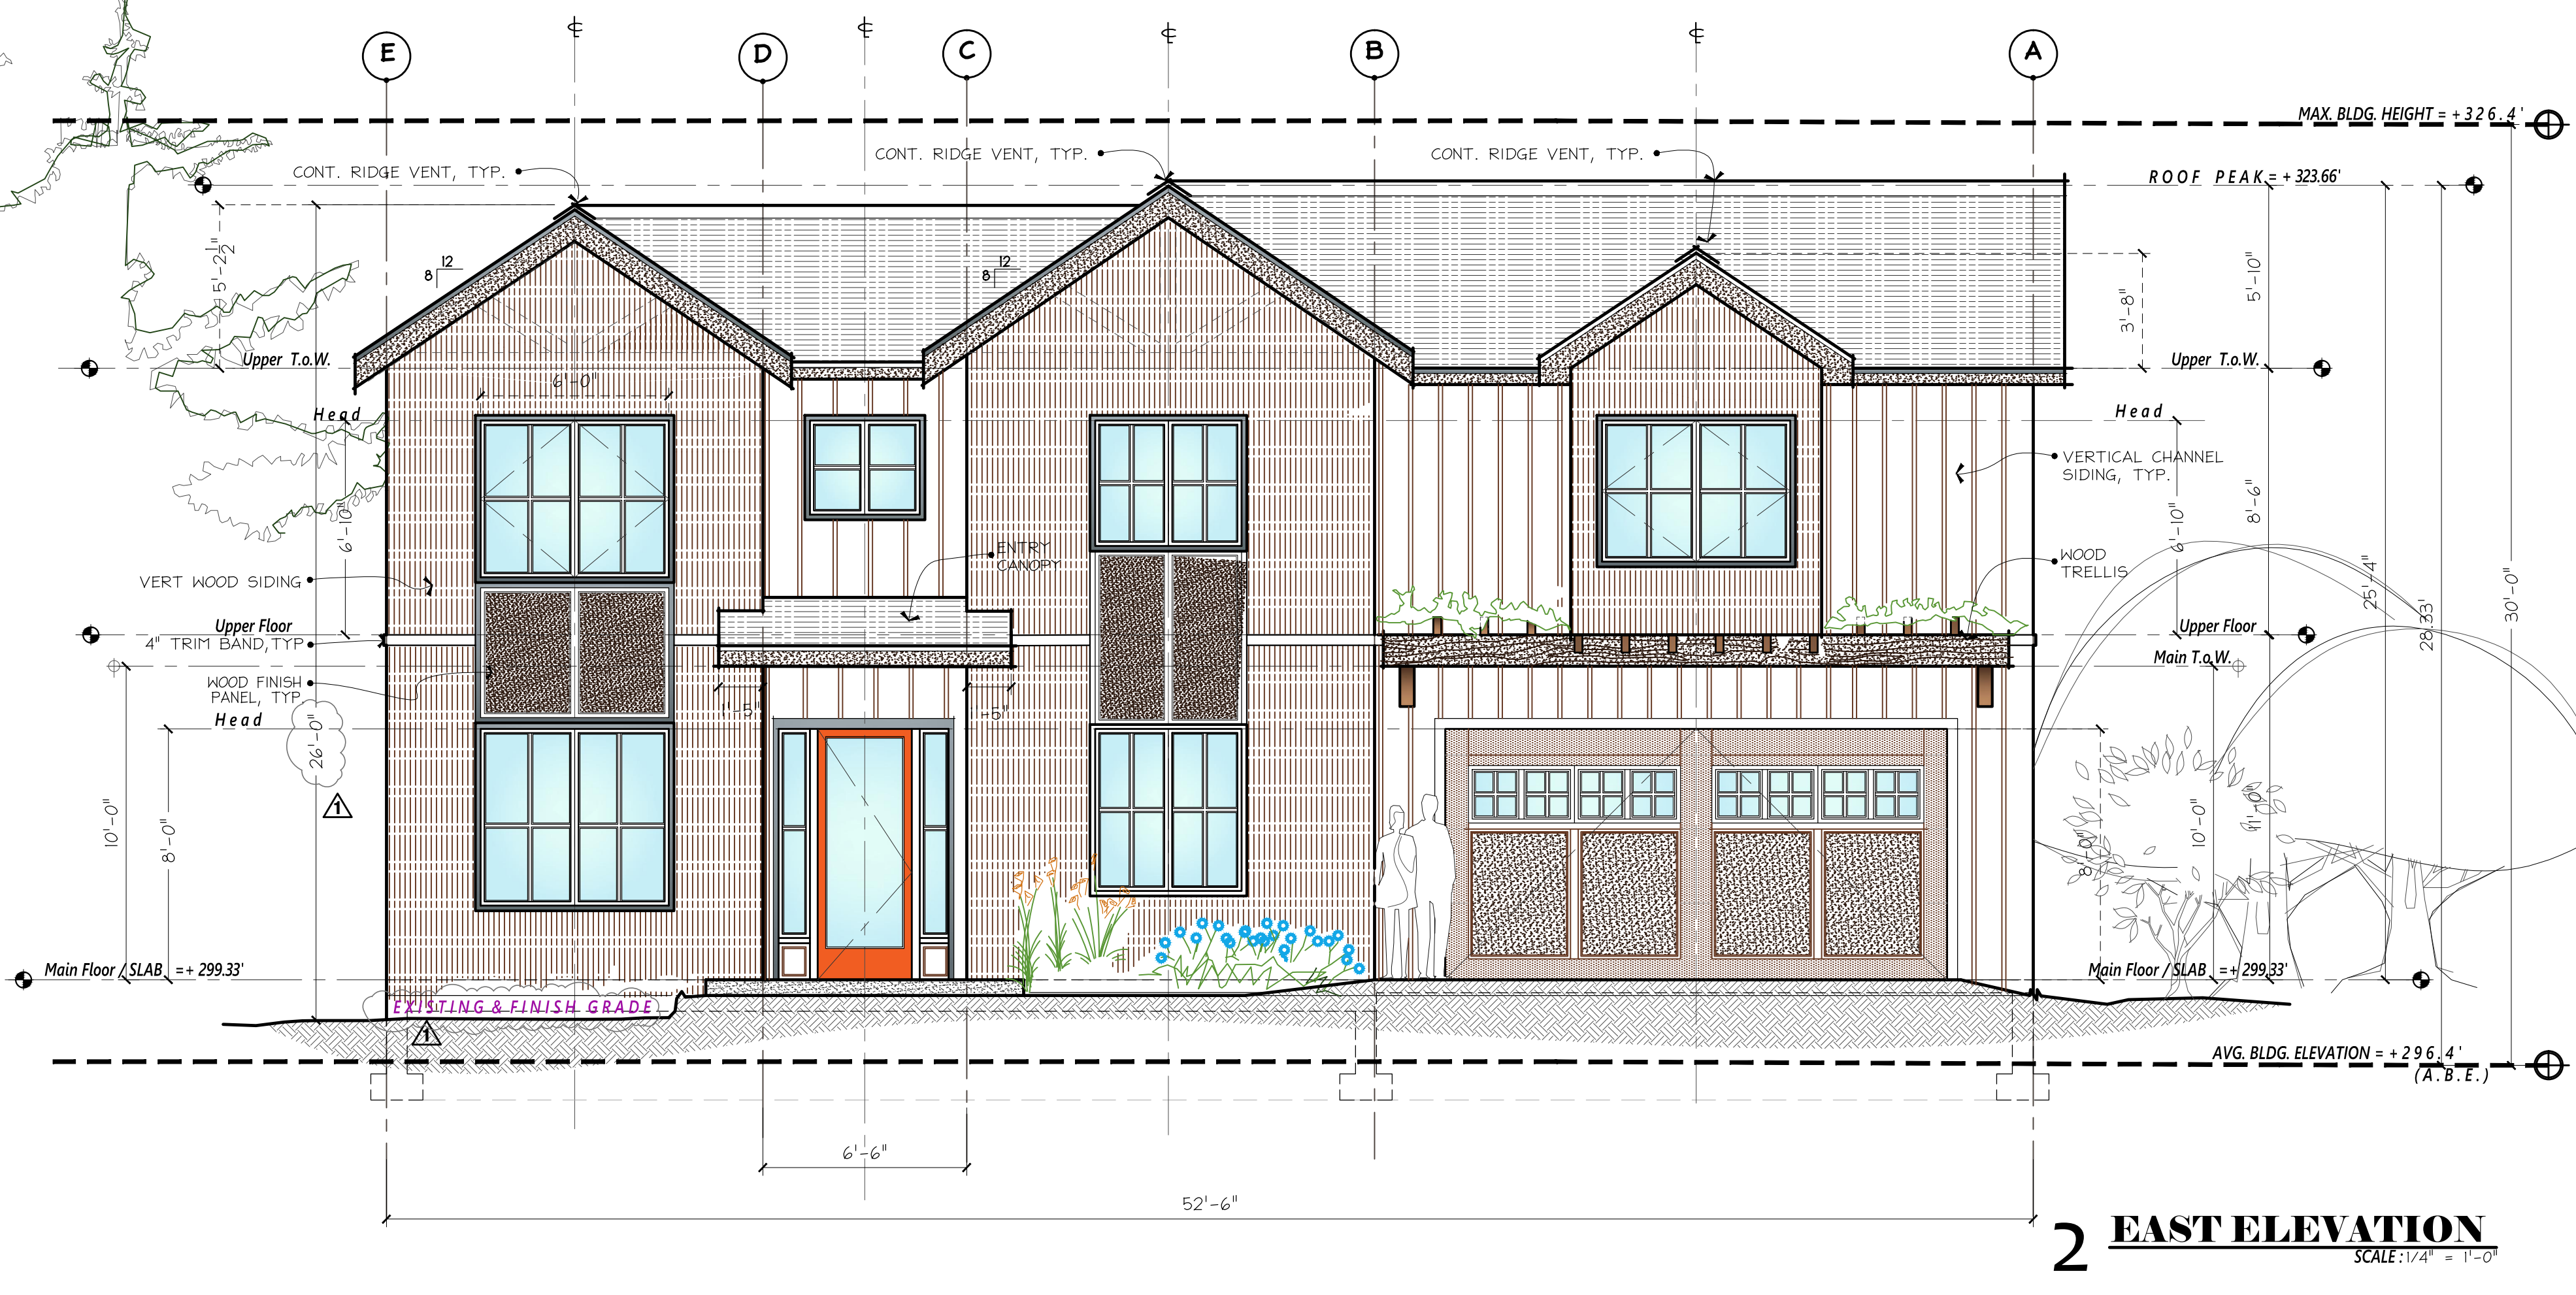 E
D
C
B
A
MAX. BLDG. HEIGHT = +326.4'
CONT. RIDGE VENT, TYP.
CONT. RIDGE VENT, TYP.
CONT. RIDGE VENT, TYP.
ROOF PEAK = + 323.66'
12
8
12
8
5'-2 1/2"
5'-10"
3'-8"
Upper T.o.W.
Upper T.o.W.
6'-0"
Head
Head
VERTICAL CHANNEL
SIDING, TYP.
6'-10"
6'-10"
8'-6"
ENTRY
CANOPY
WOOD
TRELLIS
VERT WOOD SIDING
25'-4"
28.33'
30'-0"
Upper Floor
Upper Floor
4" TRIM BAND, TYP
Main T.o.W.
WOOD FINISH
PANEL, TYP.
1'-5"
1'-5"
Head
26'-0"
1
10'-0"
8'-0"
8'-0"
10'-0"
11'-0"
Main Floor / SLAB = + 299.33'
Main Floor / SLAB = + 299.33'
EXISTING & FINISH GRADE
1
AVG. BLDG. ELEVATION = +296.4'
(A.B.E.)
6'-6"
52'-6"
2 EAST ELEVATION
SCALE : 1/4" = 1'-0"